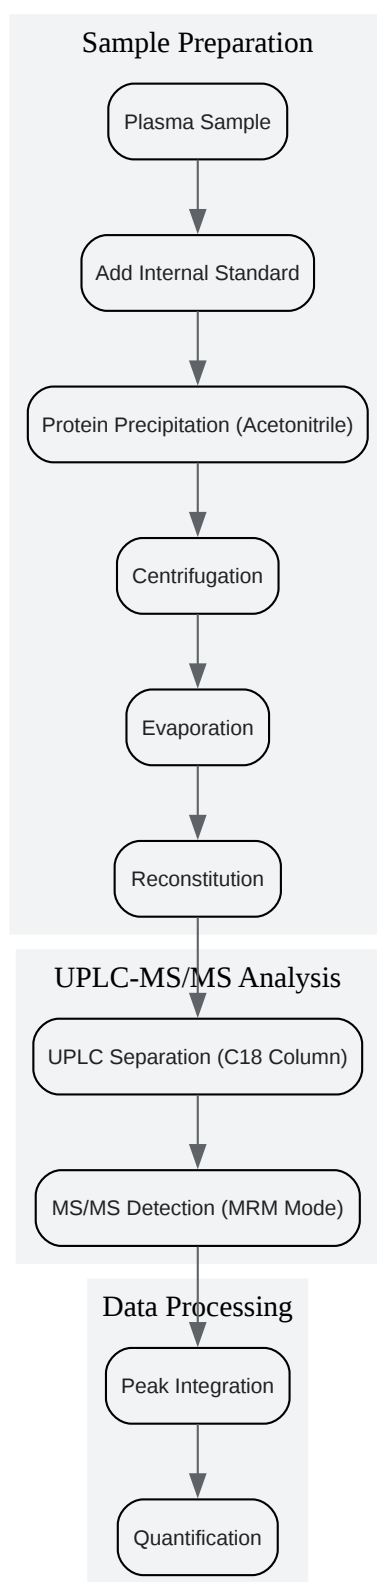 Sample Preparation
Plasma Sample
Add Internal Standard
Protein Precipitation (Acetonitrile)
Centrifugation
Evaporation
Reconstitution
UPLC-MS/MS Analysis
UPLC Separation (C18 Column)
MS/MS Detection (MRM Mode)
Data Processing
Peak Integration
Quantification